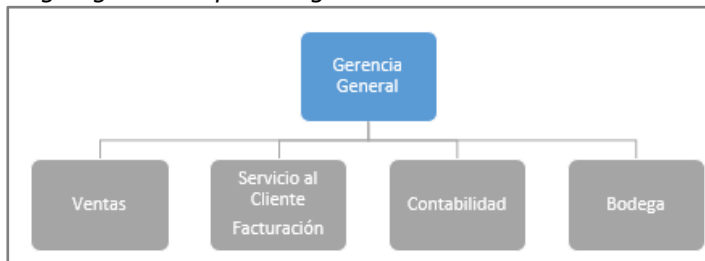 Gerencia
General
Ventas
Servicio al
Cliente
Facturación
Contabilidad
Bodega